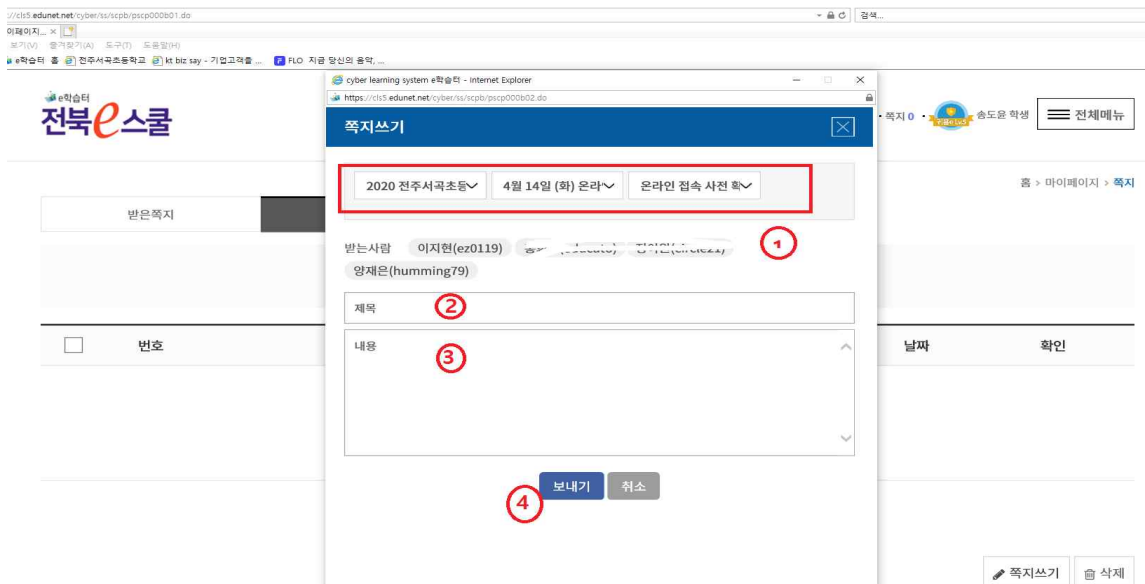 ://cls5.edunet.net/cyber/ss/scpb/pscp000b01.do
검색...
이페이지... ×
보기(V) 즐겨찾기(A) 도구(T) 도움말(H)
e학습터 홈 전주서곡초등학교 kt biz say - 기업고객을 ... FLO 지금 당신의 음악, ...
cyber learning system e학습터 - Internet Explorer
https://cls5.edunet.net/cyber/ss/scpb/pscp000b02.do
e학습터
전북e스쿨
쪽지쓰기
쪽지 0
송도윤 학생
전체메뉴
홈 > 마이페이지 > 쪽지
2020 전주서곡초등 4월 14일 (화) 온라 온라인 접속 사전 확
받은쪽지
받는사람 이지현(ez0119)
1
양재은(humming79)
제목 2
번호
내용 3
날짜
확인
4 보내기 취소
쪽지쓰기 삭제